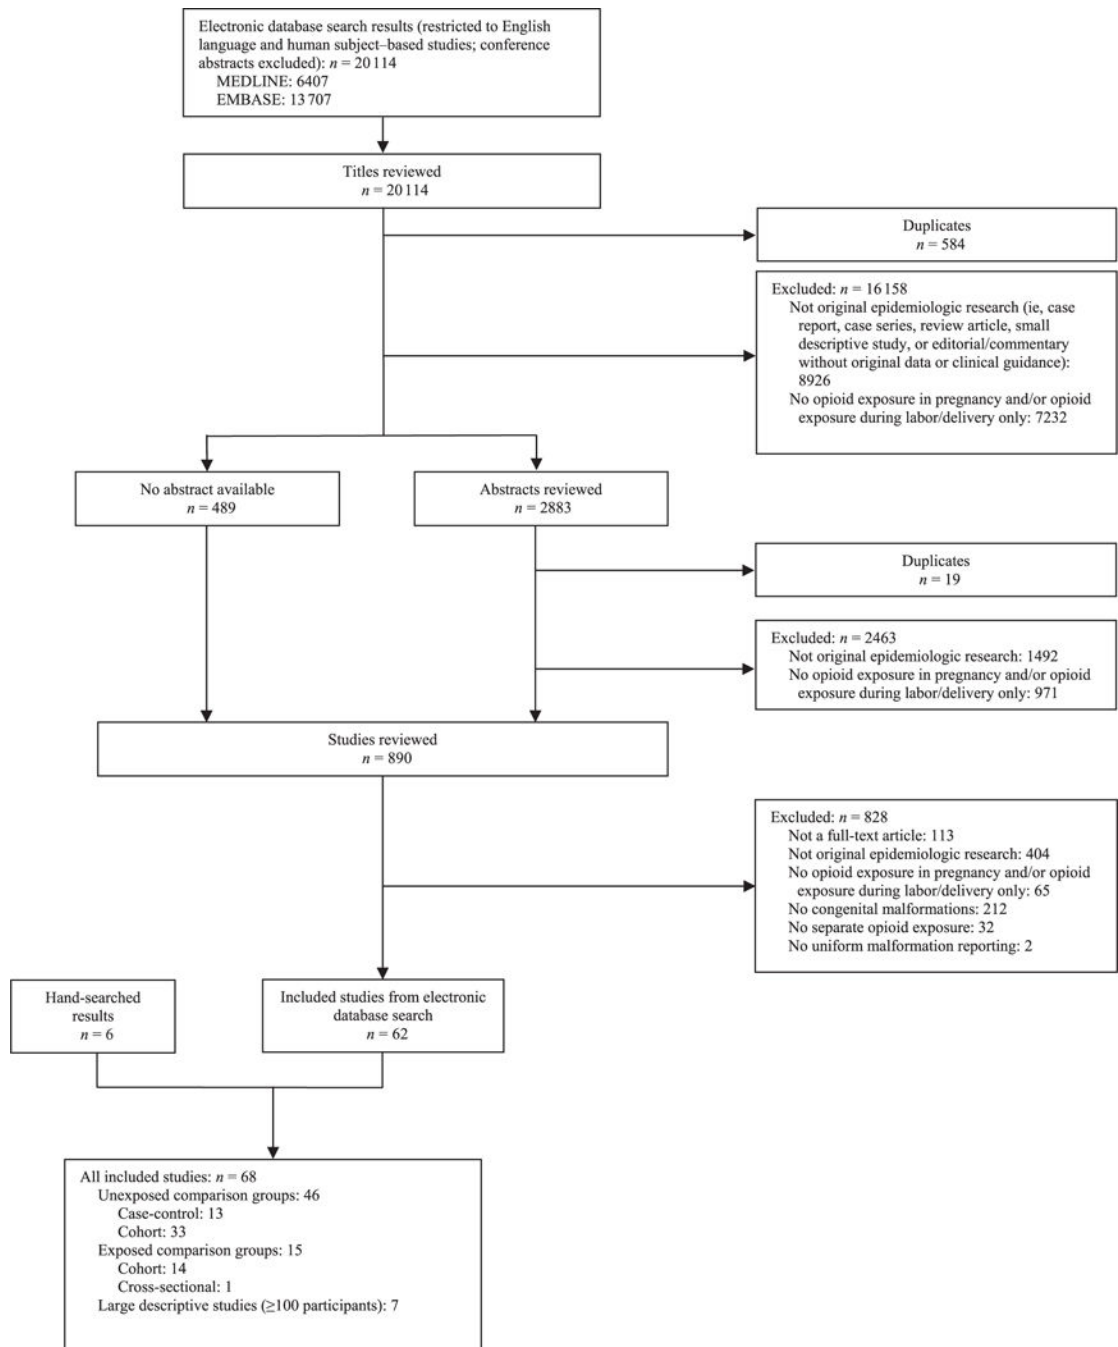 Electronic database search results (restricted to English
language and human subject–based studies; conference
abstracts excluded): n = 20 114
MEDLINE: 6407
EMBASE: 13 707
Titles reviewed
n = 20 114
Duplicates
n = 584
Excluded: n = 16 158
Not original epidemiologic research (ie, case
report, case series, review article, small
descriptive study, or editorial/commentary
without original data or clinical guidance):
8926
No opioid exposure in pregnancy and/or opioid
exposure during labor/delivery only: 7232
No abstract available
n = 489
Abstracts reviewed
n = 2883
Duplicates
n = 19
Excluded: n = 2463
Not original epidemiologic research: 1492
No opioid exposure in pregnancy and/or opioid
exposure during labor/delivery only: 971
Studies reviewed
n = 890
Excluded: n = 828
Not a full-text article: 113
Not original epidemiologic research: 404
No opioid exposure in pregnancy and/or opioid
exposure during labor/delivery only: 65
No congenital malformations: 212
No separate opioid exposure: 32
No uniform malformation reporting: 2
Hand-searched
results
n = 6
Included studies from electronic
database search
n = 62
All included studies: n = 68
Unexposed comparison groups: 46
Case-control: 13
Cohort: 33
Exposed comparison groups: 15
Cohort: 14
Cross-sectional: 1
Large descriptive studies (≥100 participants): 7